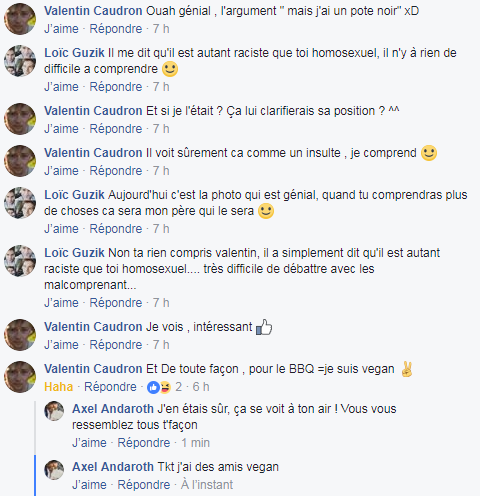 Valentin Caudron Ouah génial , l'argument " mais j'ai un pote noir" xD
J'aime · Répondre · 7 h
Loïc Guzik Il me dit qu'il est autant raciste que toi homosexuel, il n'y à rien de
difficile a comprendre
J'aime · Répondre · 7 h
Valentin Caudron Et si je l'était ? Ça lui clarifierais sa position ? ^^
J'aime · Répondre · 7 h
Valentin Caudron Il voit sûrement ca comme un insulte , je comprend
J'aime · Répondre · 7 h
Loïc Guzik Aujourd'hui c'est la photo qui est génial, quand tu comprendras plus
de choses ca sera mon père qui le sera
J'aime · Répondre · 7 h
Loïc Guzik Non ta rien compris valentin, il a simplement dit qu'il est autant
raciste que toi homosexuel.... très difficile de débattre avec les
malcomprenant...
J'aime · Répondre · 7 h
Valentin Caudron Je vois , intéressant
J'aime · Répondre · 7 h
Valentin Caudron Et De toute façon , pour le BBQ =je suis vegan
Haha · Répondre · 2 · 6 h
Axel Andaroth J'en étais sûr, ça se voit à ton air ! Vous vous
ressemblez tous t'façon
J'aime · Répondre · 1 min
Axel Andaroth Tkt j'ai des amis vegan
J'aime · Répondre · À l'instant